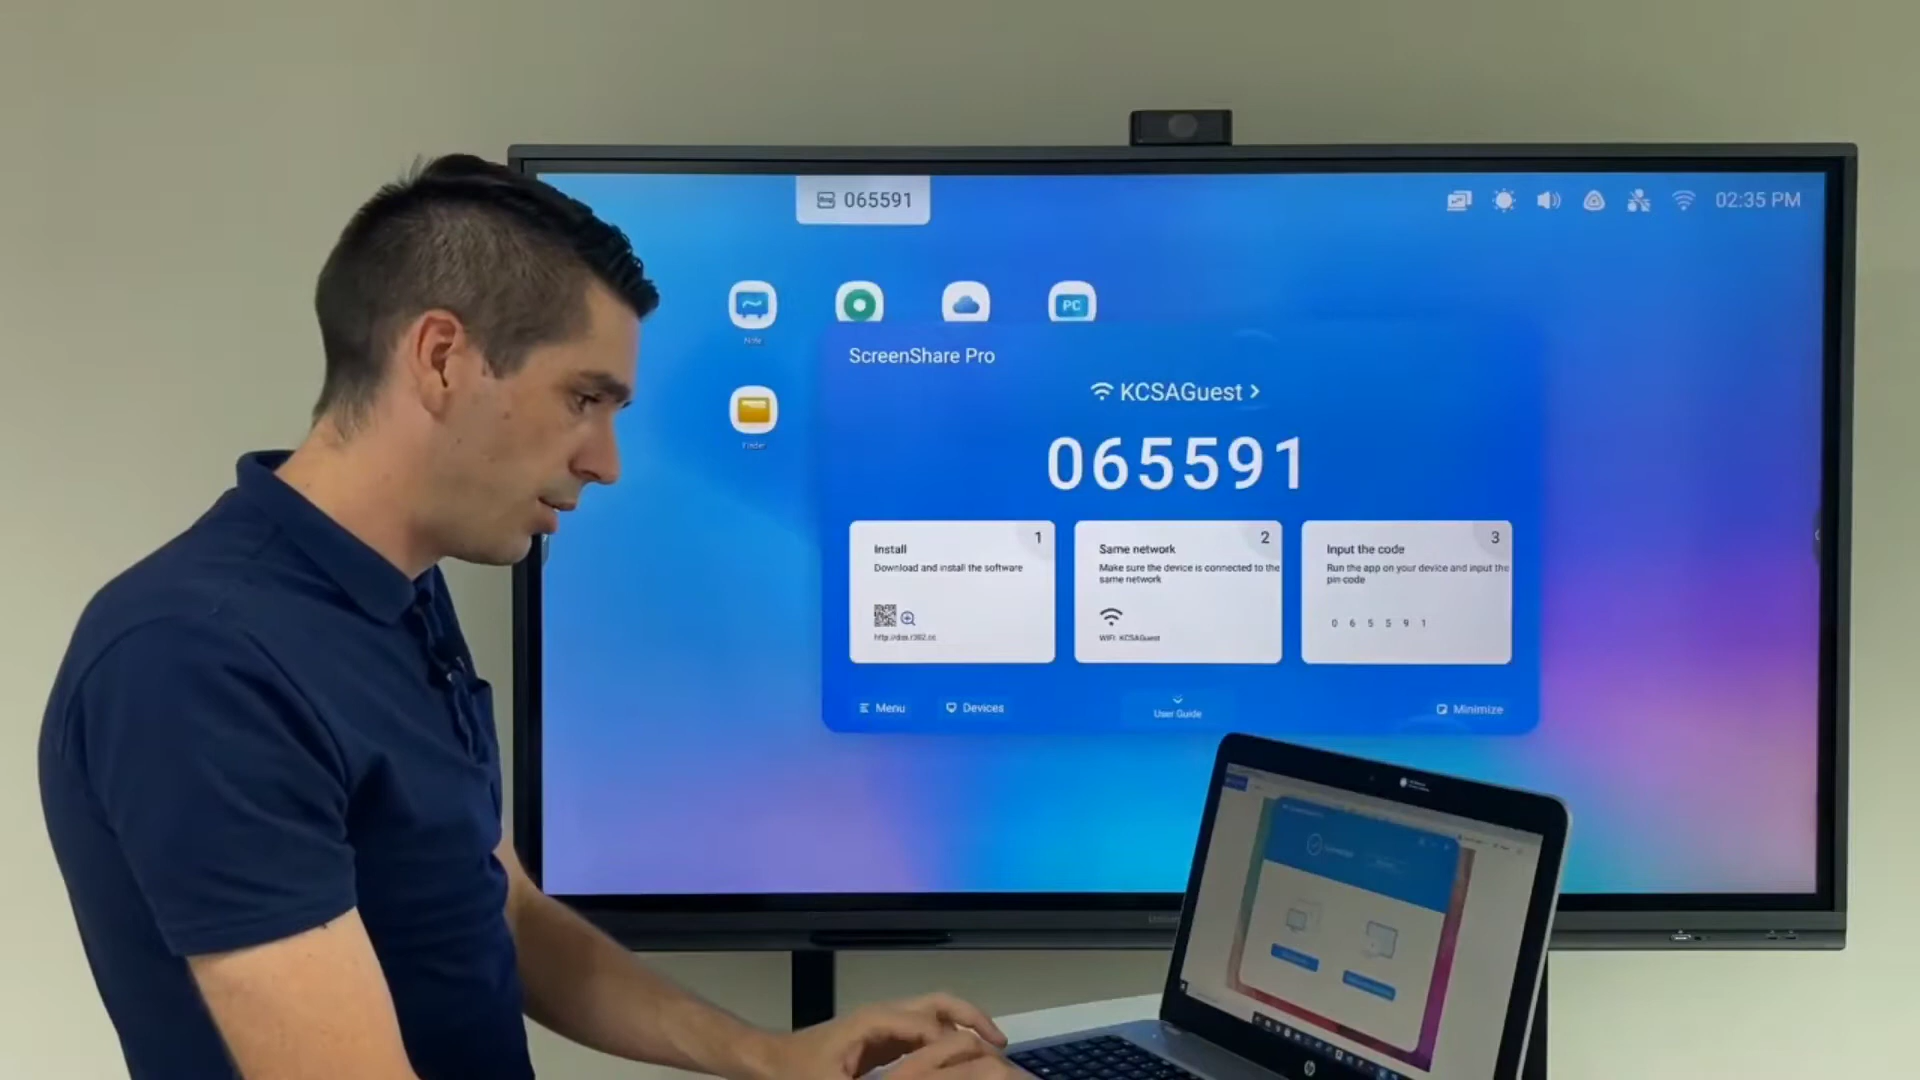 065591
02:35 PM
Note
PC
Finder
ScreenShare Pro
KCSAGuest >
065591
1
Install
Download and install the software
2
Same network
Make sure the device is connected to the
same network
WIFI: KCSAGuest
3
Input the code
Run the app on your device and input the
pin code
0 6 5 5 9 1
Menu
Devices
User Guide
Minimize
hp